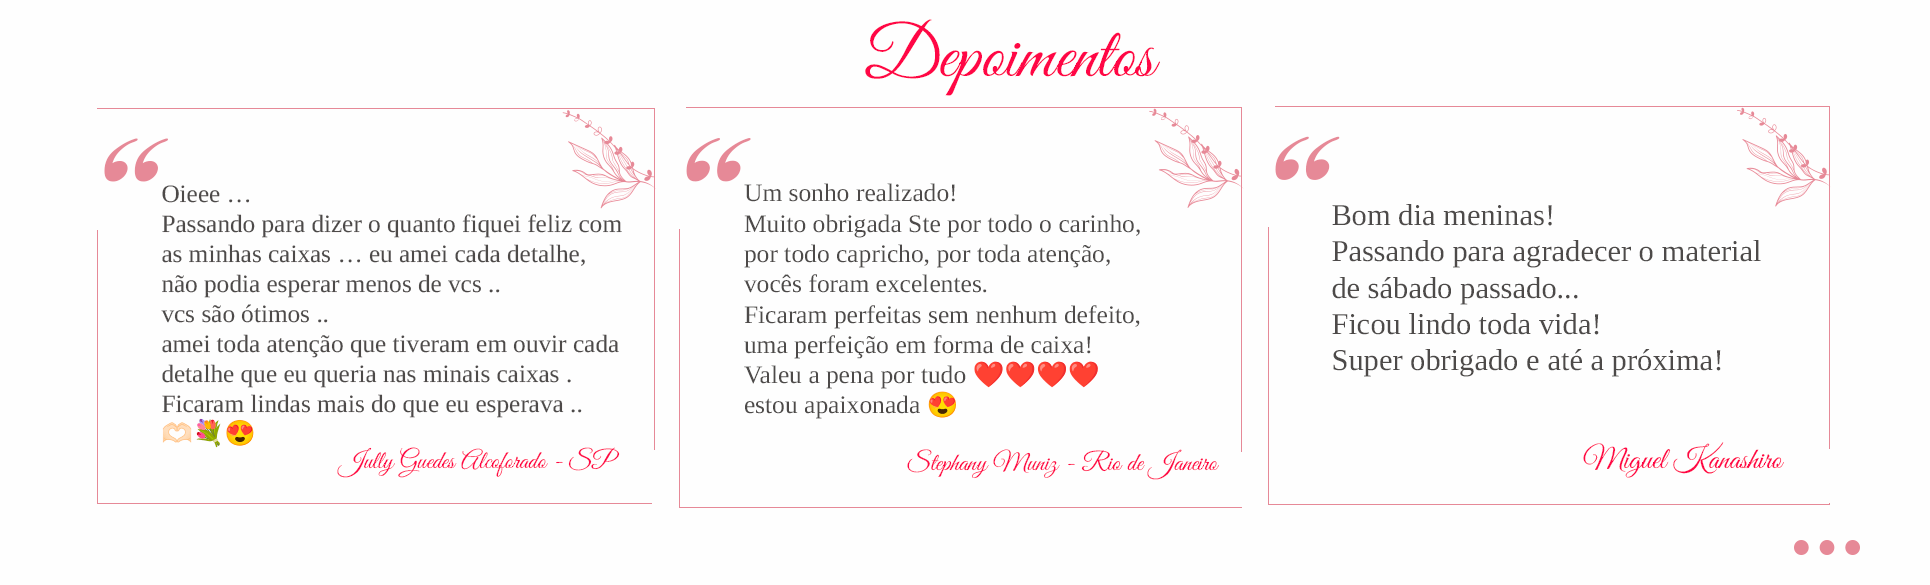 Depoimentos
Oieee …
Passando para dizer o quanto fiquei feliz com
as minhas caixas … eu amei cada detalhe,
não podia esperar menos de vcs ..
vcs são ótimos ..
amei toda atenção que tiveram em ouvir cada
detalhe que eu queria nas minais caixas .
Ficaram lindas mais do que eu esperava ..
🫶🏻💐😍
Jully Guedes Alcoforado - SP
Um sonho realizado!
Muito obrigada Ste por todo o carinho,
por todo capricho, por toda atenção,
vocês foram excelentes.
Ficaram perfeitas sem nenhum defeito,
uma perfeição em forma de caixa!
Valeu a pena por tudo ❤️❤️❤️❤️
estou apaixonada 😍
Stephany Muniz - Rio de Janeiro
Bom dia meninas!
Passando para agradecer o material
de sábado passado...
Ficou lindo toda vida!
Super obrigado e até a próxima!
Miguel Kanashiro